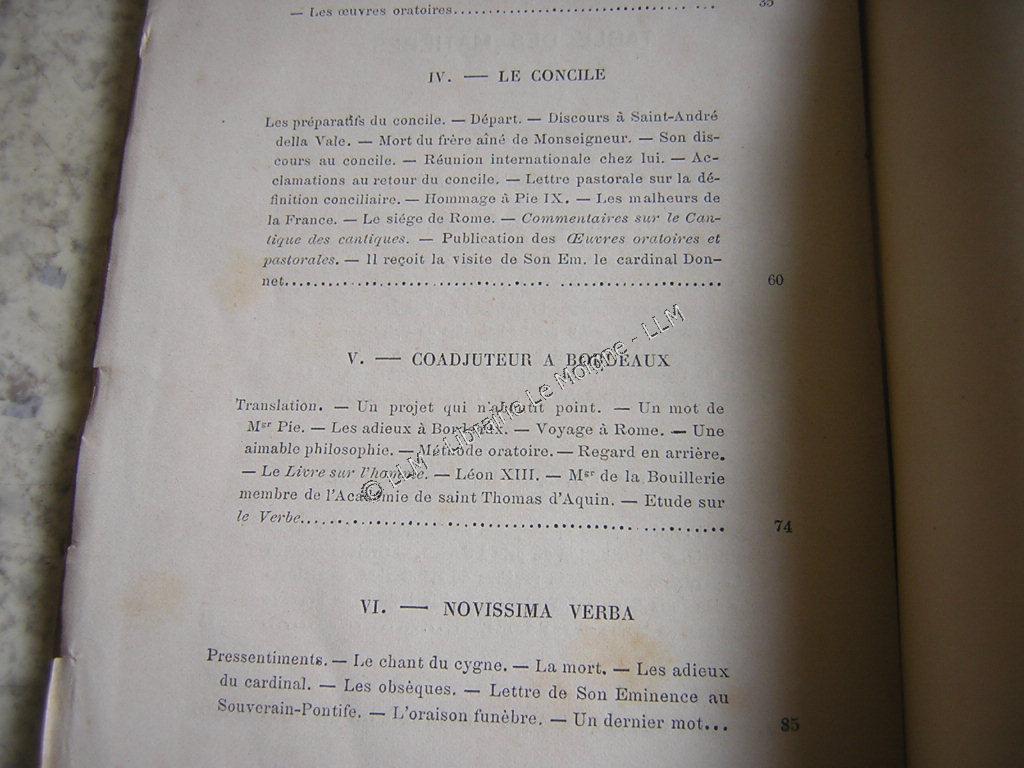 — Les œuvres oratoires.......................... ... 35
IV. — LE CONCILE
Les préparatifs du concile. — Départ. — Discours à Saint-André
della Vale. — Mort du frère aîné de Monseigneur. — Son dis-
cours au concile. — Réunion internationale chez lui. — Ac-
clamations au retour du concile. — Lettre pastorale sur la dé-
finition conciliaire. — Hommage à Pie IX. — Les malheurs de
la France. — Le siége de Rome. — Commentaires sur le Can-
tique des cantiques. — Publication des Œuvres oratoires et
pastorales. — Il reçoit la visite de Son Em. le cardinal Don-
net.................................. .................... 60
V. — COADJUTEUR A BORDEAUX
Translation. — Un projet qui n'aboutit point. — Un mot de
Mgr Pie. — Les adieux à Bordeaux. — Voyage à Rome. — Une
aimable philosophie. — Méthode oratoire. — Regard en arrière.
— Le Livre sur l'homme. — Léon XIII. — Mgr de la Bouillerie
membre de l'Académie de saint Thomas d'Aquin. — Etude sur
le Verbe..................................................... 74
VI. — NOVISSIMA VERBA
Pressentiments. — Le chant du cygne. — La mort. — Les adieux
du cardinal. — Les obsèques. — Lettre de Son Eminence au
Souverain-Pontife. — L'oraison funèbre. — Un dernier mot... 85
© LLM - Librairie Le Moine - LLM